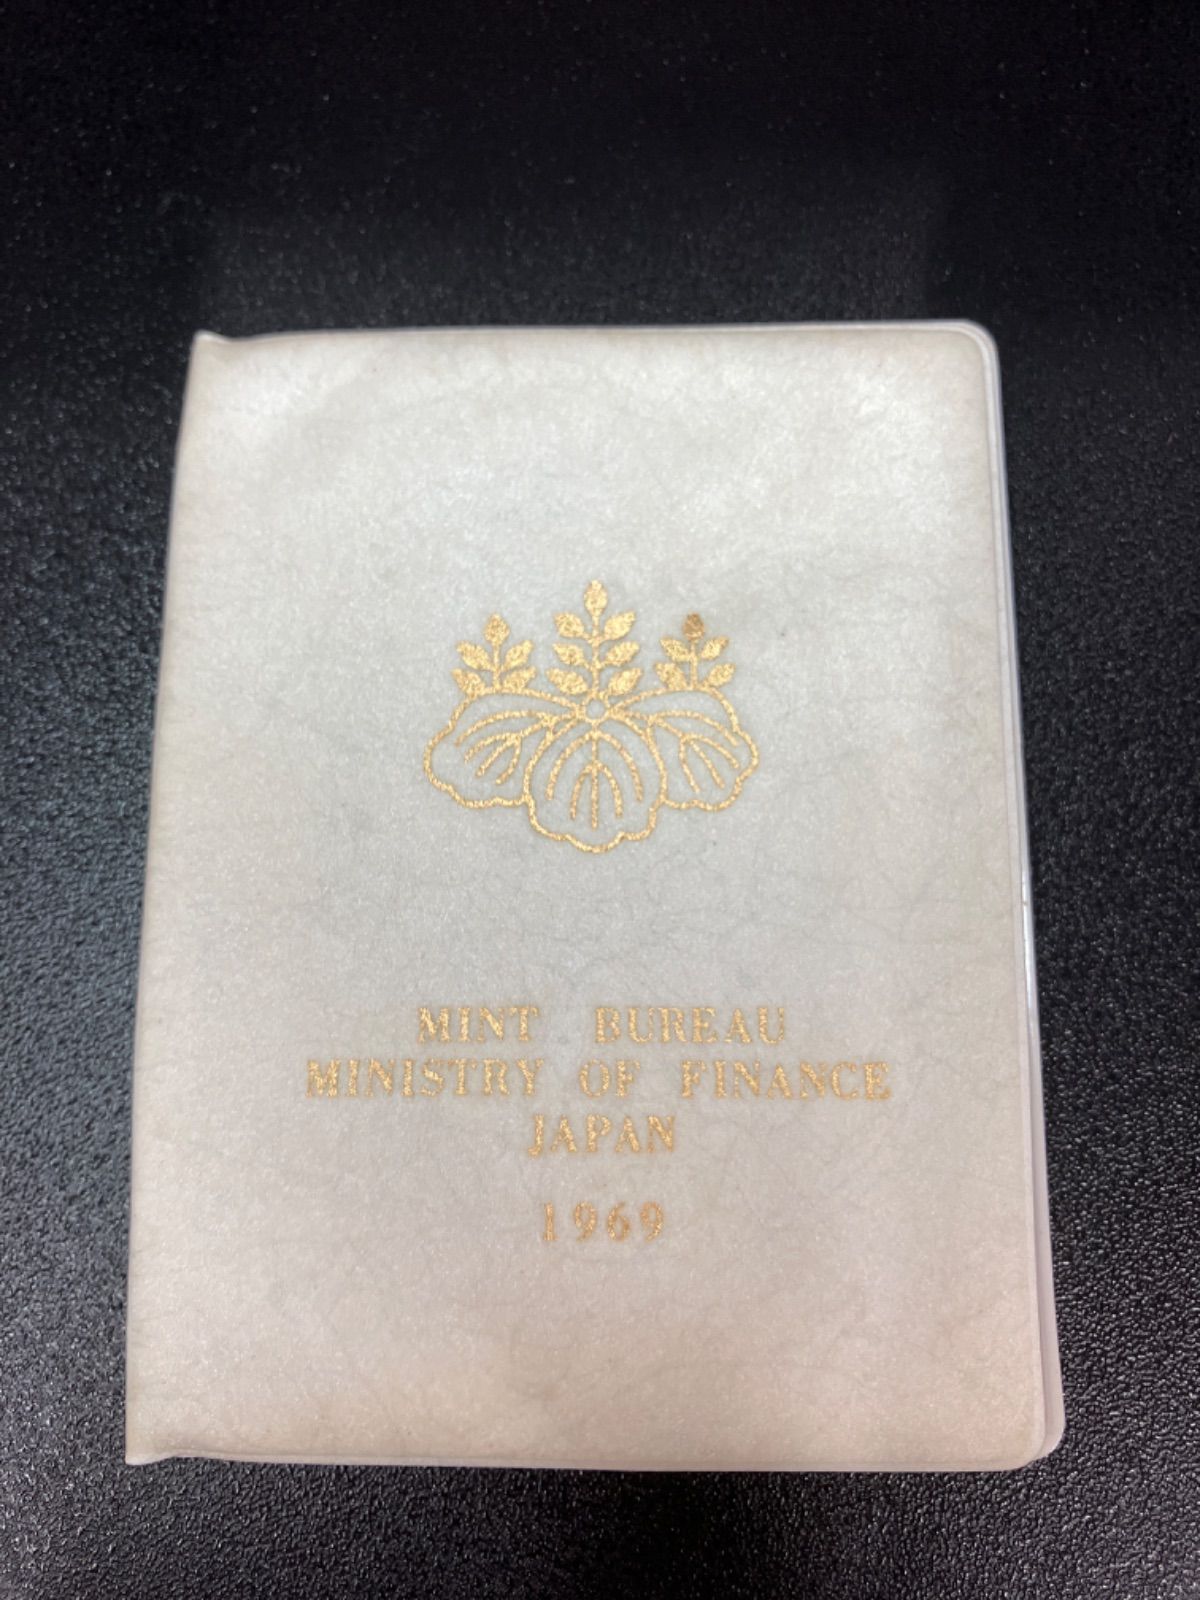 MINT BUREAU
MINISTRY OF FINANCE
JAPAN
1969